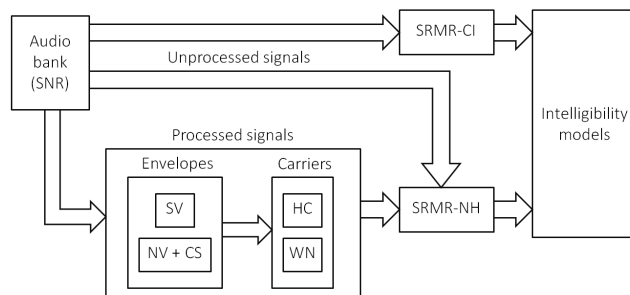 Audio
bank
(SNR)
SRMR-CI
Unprocessed signals
Intelligibility
models
Processed signals
Envelopes
Carriers
SV
NV + CS
HC
WN
SRMR-NH